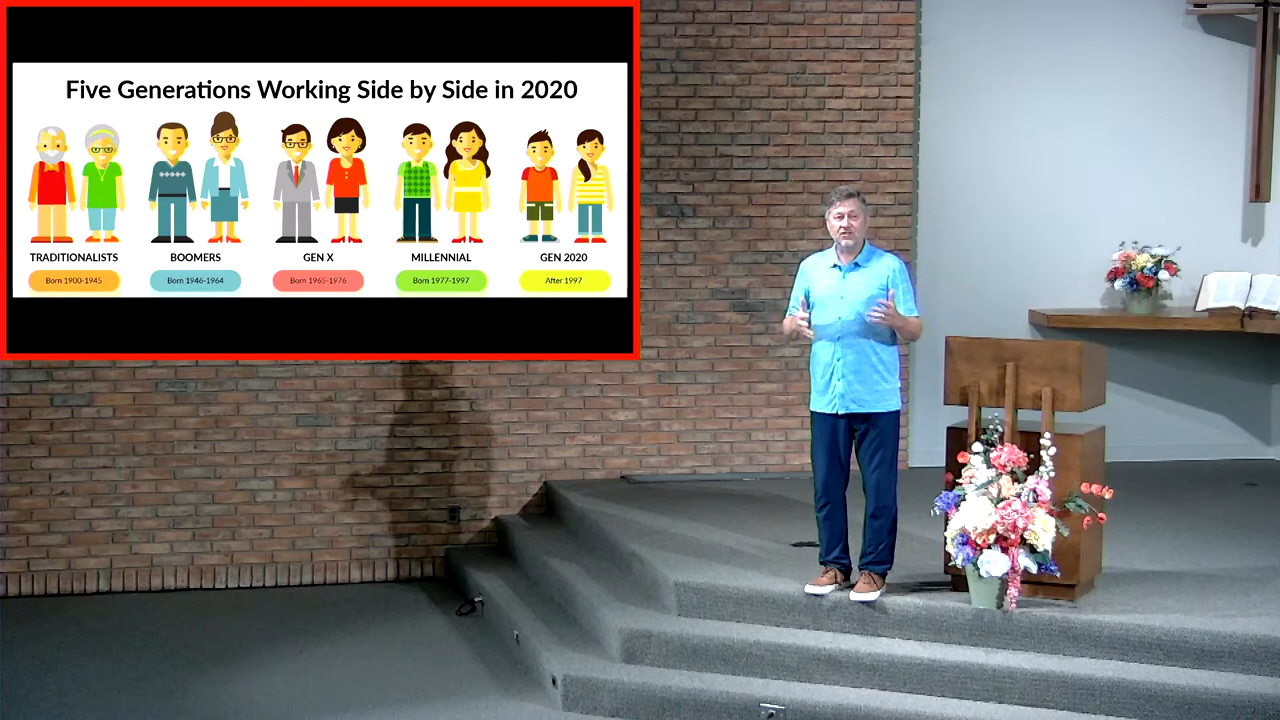 Five Generations Working Side by Side in 2020
TRADITIONALISTS BOOMERS GEN X MILLENNIAL GEN 2020
Born 1900-1945 Born 1946-1964 Born 1965-1976 Born 1977-1997 After 1997